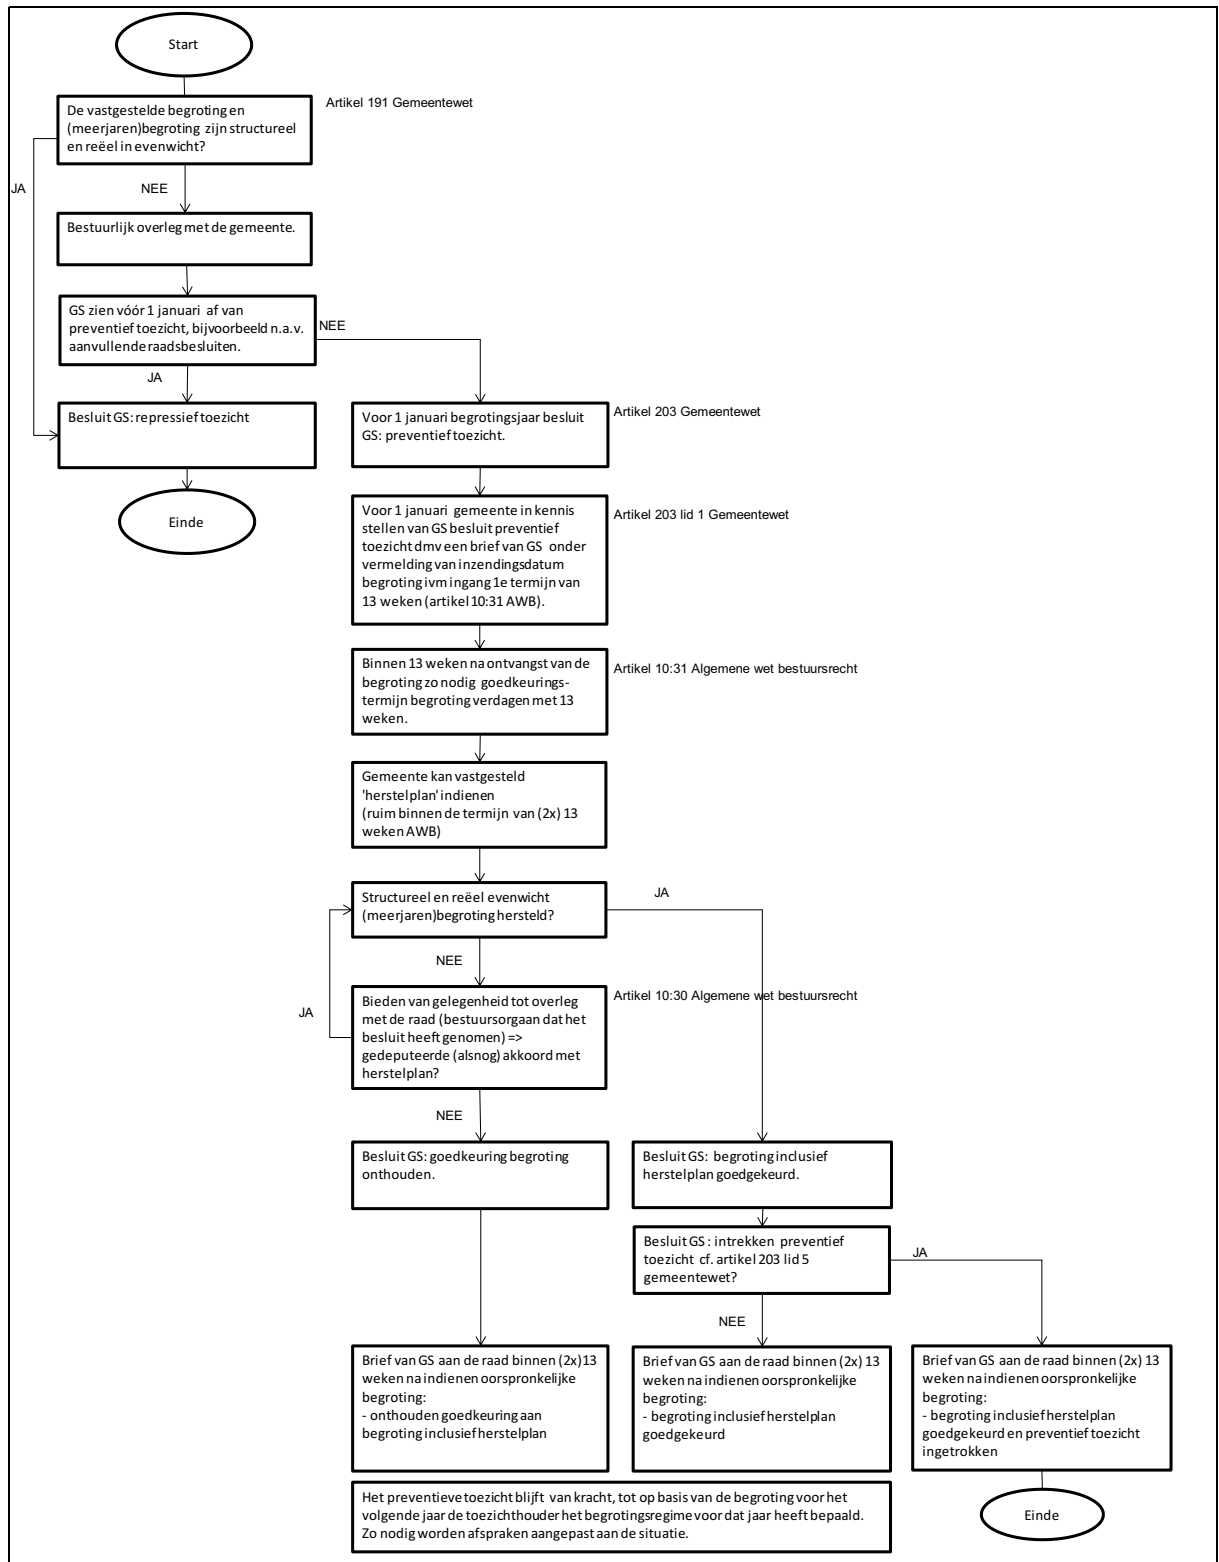 Start
Artikel 191 Gemeentewet
De vastgestelde begroting en
(meerjaren)begroting zijn structureel
en reëel in evenwicht?
JA
NEE
Bestuurlijk overleg met de gemeente.
GS zien vóór 1 januari af van
preventief toezicht, bijvoorbeeld n.a.v.
aanvullende raadsbesluiten.
NEE
JA
Besluit GS: repressief toezicht
Einde
Voor 1 januari begrotingsjaar besluit
GS: preventief toezicht.
Artikel 203 Gemeentewet
Voor 1 januari gemeente in kennis
stellen van GS besluit preventief
toezicht dmv een brief van GS onder
vermelding van inzendingsdatum
begroting ivm ingang 1e termijn van
13 weken (artikel 10:31 AWB).
Artikel 203 lid 1 Gemeentewet
Binnen 13 weken na ontvangst van de
begroting zo nodig goedkeurings-
termijn begroting verdagen met 13
weken.
Artikel 10:31 Algemene wet bestuursrecht
Gemeente kan vastgesteld
'herstelplan' indienen
(ruim binnen de termijn van (2x) 13
weken AWB)
Structureel en reëel evenwicht
(meerjaren)begroting hersteld?
JA
NEE
Bieden van gelegenheid tot overleg
met de raad (bestuursorgaan dat het
besluit heeft genomen) =>
gedeputeerde (alsnog) akkoord met
herstelplan?
Artikel 10:30 Algemene wet bestuursrecht
JA
NEE
Besluit GS: goedkeuring begroting
onthouden.
Besluit GS: begroting inclusief
herstelplan goedgekeurd.
Besluit GS : intrekken preventief
toezicht cf. artikel 203 lid 5
gemeentewet?
JA
NEE
Brief van GS aan de raad binnen (2x)13
weken na indienen oorspronkelijke
begroting:
- onthouden goedkeuring aan
begroting inclusief herstelplan
Brief van GS aan de raad binnen (2x) 13
weken na indienen oorspronkelijke
begroting:
- begroting inclusief herstelplan
goedgekeurd
Brief van GS aan de raad binnen (2x) 13
weken na indienen oorspronkelijke
begroting:
- begroting inclusief herstelplan
goedgekeurd en preventief toezicht
ingetrokken
Het preventieve toezicht blijft van kracht, tot op basis van de begroting voor het
volgende jaar de toezichthouder het begrotingsregime voor dat jaar heeft bepaald.
Zo nodig worden afspraken aangepast aan de situatie.
Einde